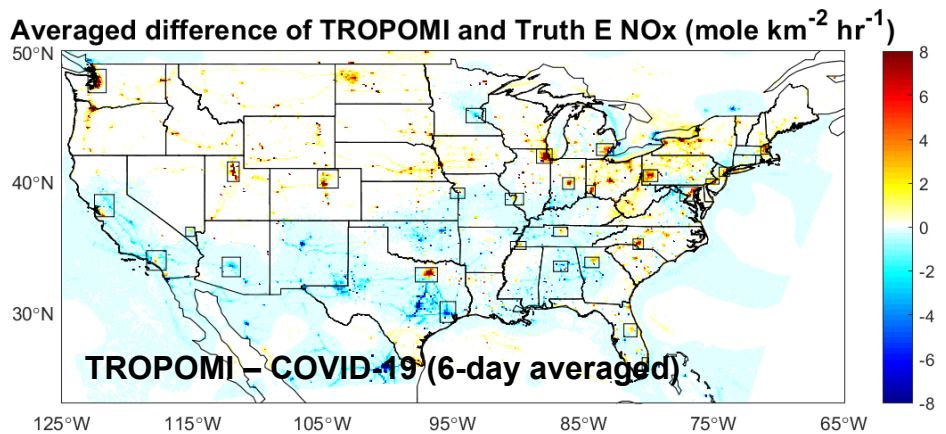 Averaged difference of TROPOMI and Truth E NOx (mole km-2 hr-1)
50°N
40°N
30°N
TROPOMI – COVID-19 (6-day averaged)
125°W 115°W 105°W 95°W 85°W 75°W 65°W
8
6
4
2
0
-2
-4
-6
-8